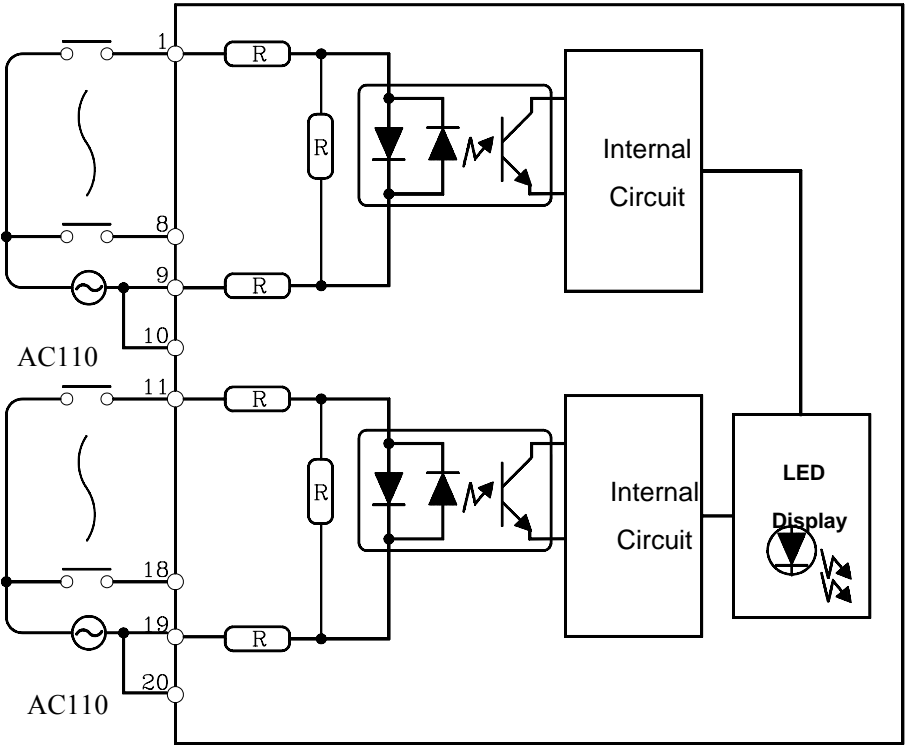 1
R
R
8
9
R
10
AC110
Internal
Circuit
11
R
R
18
19
R
20
AC110
Internal
Circuit
LED
Display